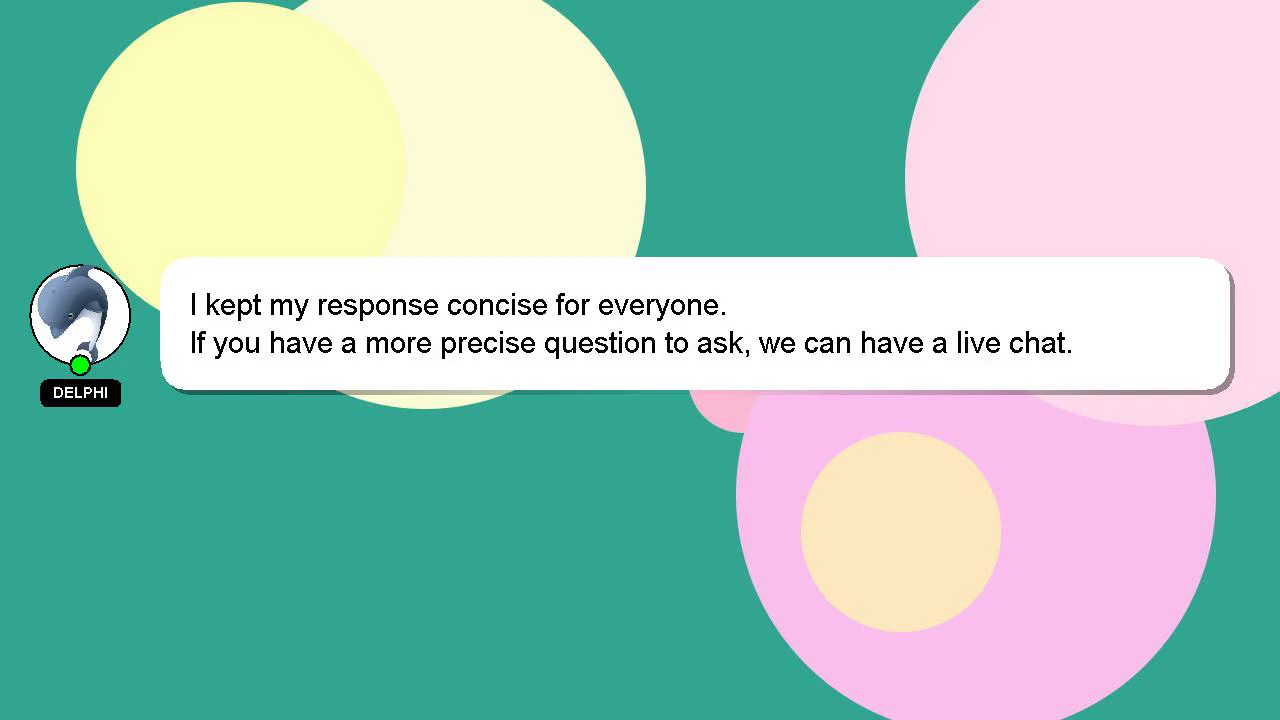 I kept my response concise for everyone.
If you have a more precise question to ask, we can have a live chat.
DELPHI